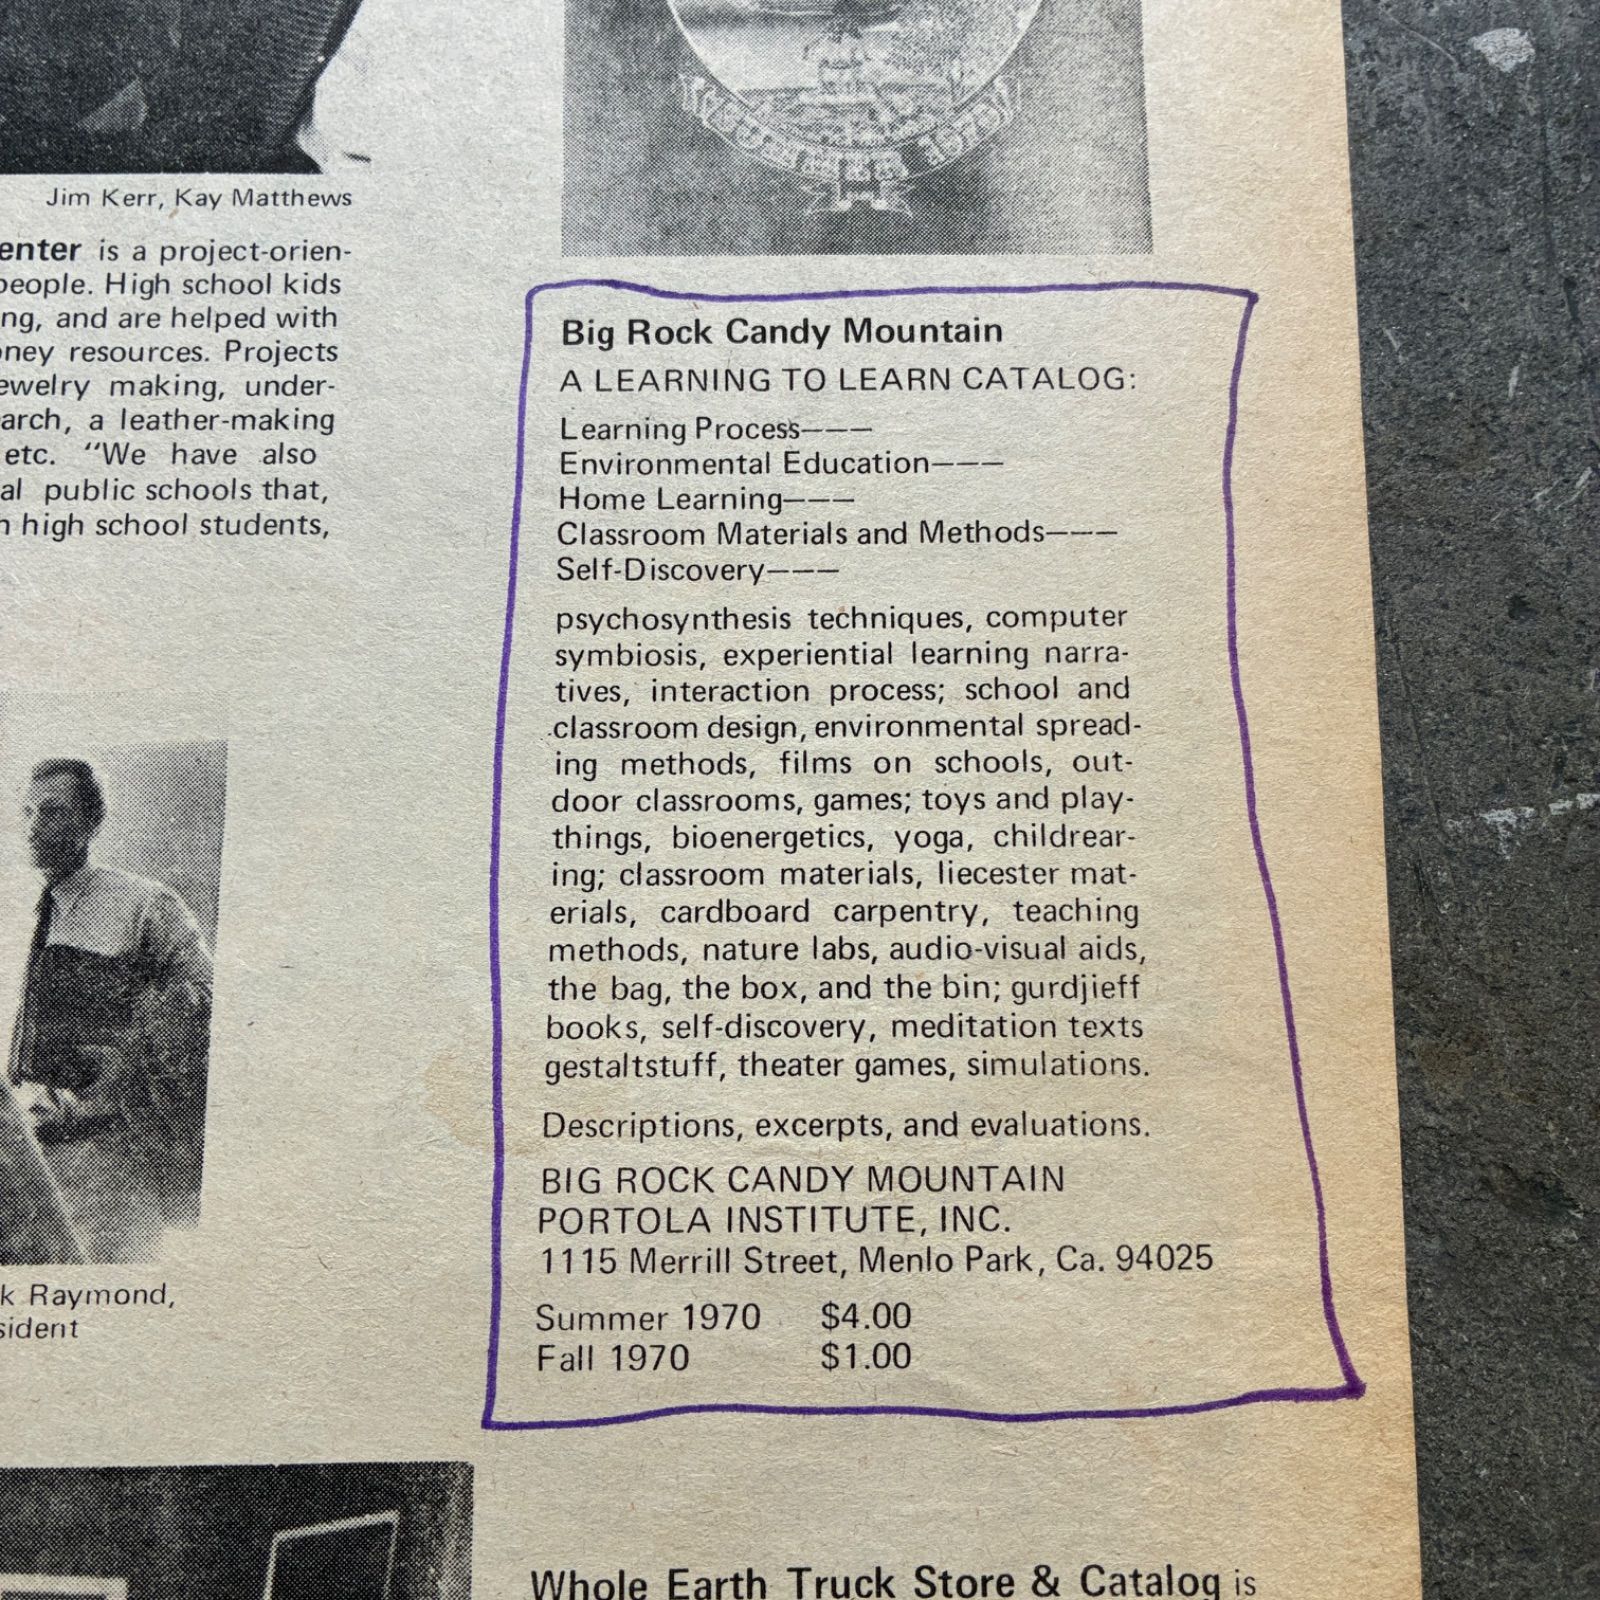 SUMMER 1970
Jim Kerr, Kay Matthews
enter is a project-orien-
people. High school kids
ng, and are helped with
oney resources. Projects
ewelry making, under-
arch, a leather-making
etc. "We have also
al public schools that,
h high school students,
k Raymond,
sident
Big Rock Candy Mountain
A LEARNING TO LEARN CATALOG:
Learning Process———
Environmental Education———
Home Learning———
Classroom Materials and Methods———
Self-Discovery———
psychosynthesis techniques, computer
symbiosis, experiential learning narra-
tives, interaction process; school and
classroom design, environmental spread-
ing methods, films on schools, out-
door classrooms, games; toys and play-
things, bioenergetics, yoga, childrear-
ing; classroom materials, liecester mat-
erials, cardboard carpentry, teaching
methods, nature labs, audio-visual aids,
the bag, the box, and the bin; gurdjieff
books, self-discovery, meditation texts
gestaltstuff, theater games, simulations.
Descriptions, excerpts, and evaluations.
BIG ROCK CANDY MOUNTAIN
PORTOLA INSTITUTE, INC.
1115 Merrill Street, Menlo Park, Ca. 94025
Summer 1970 $4.00
Fall 1970 $1.00
Whole Earth Truck Store & Catalog is